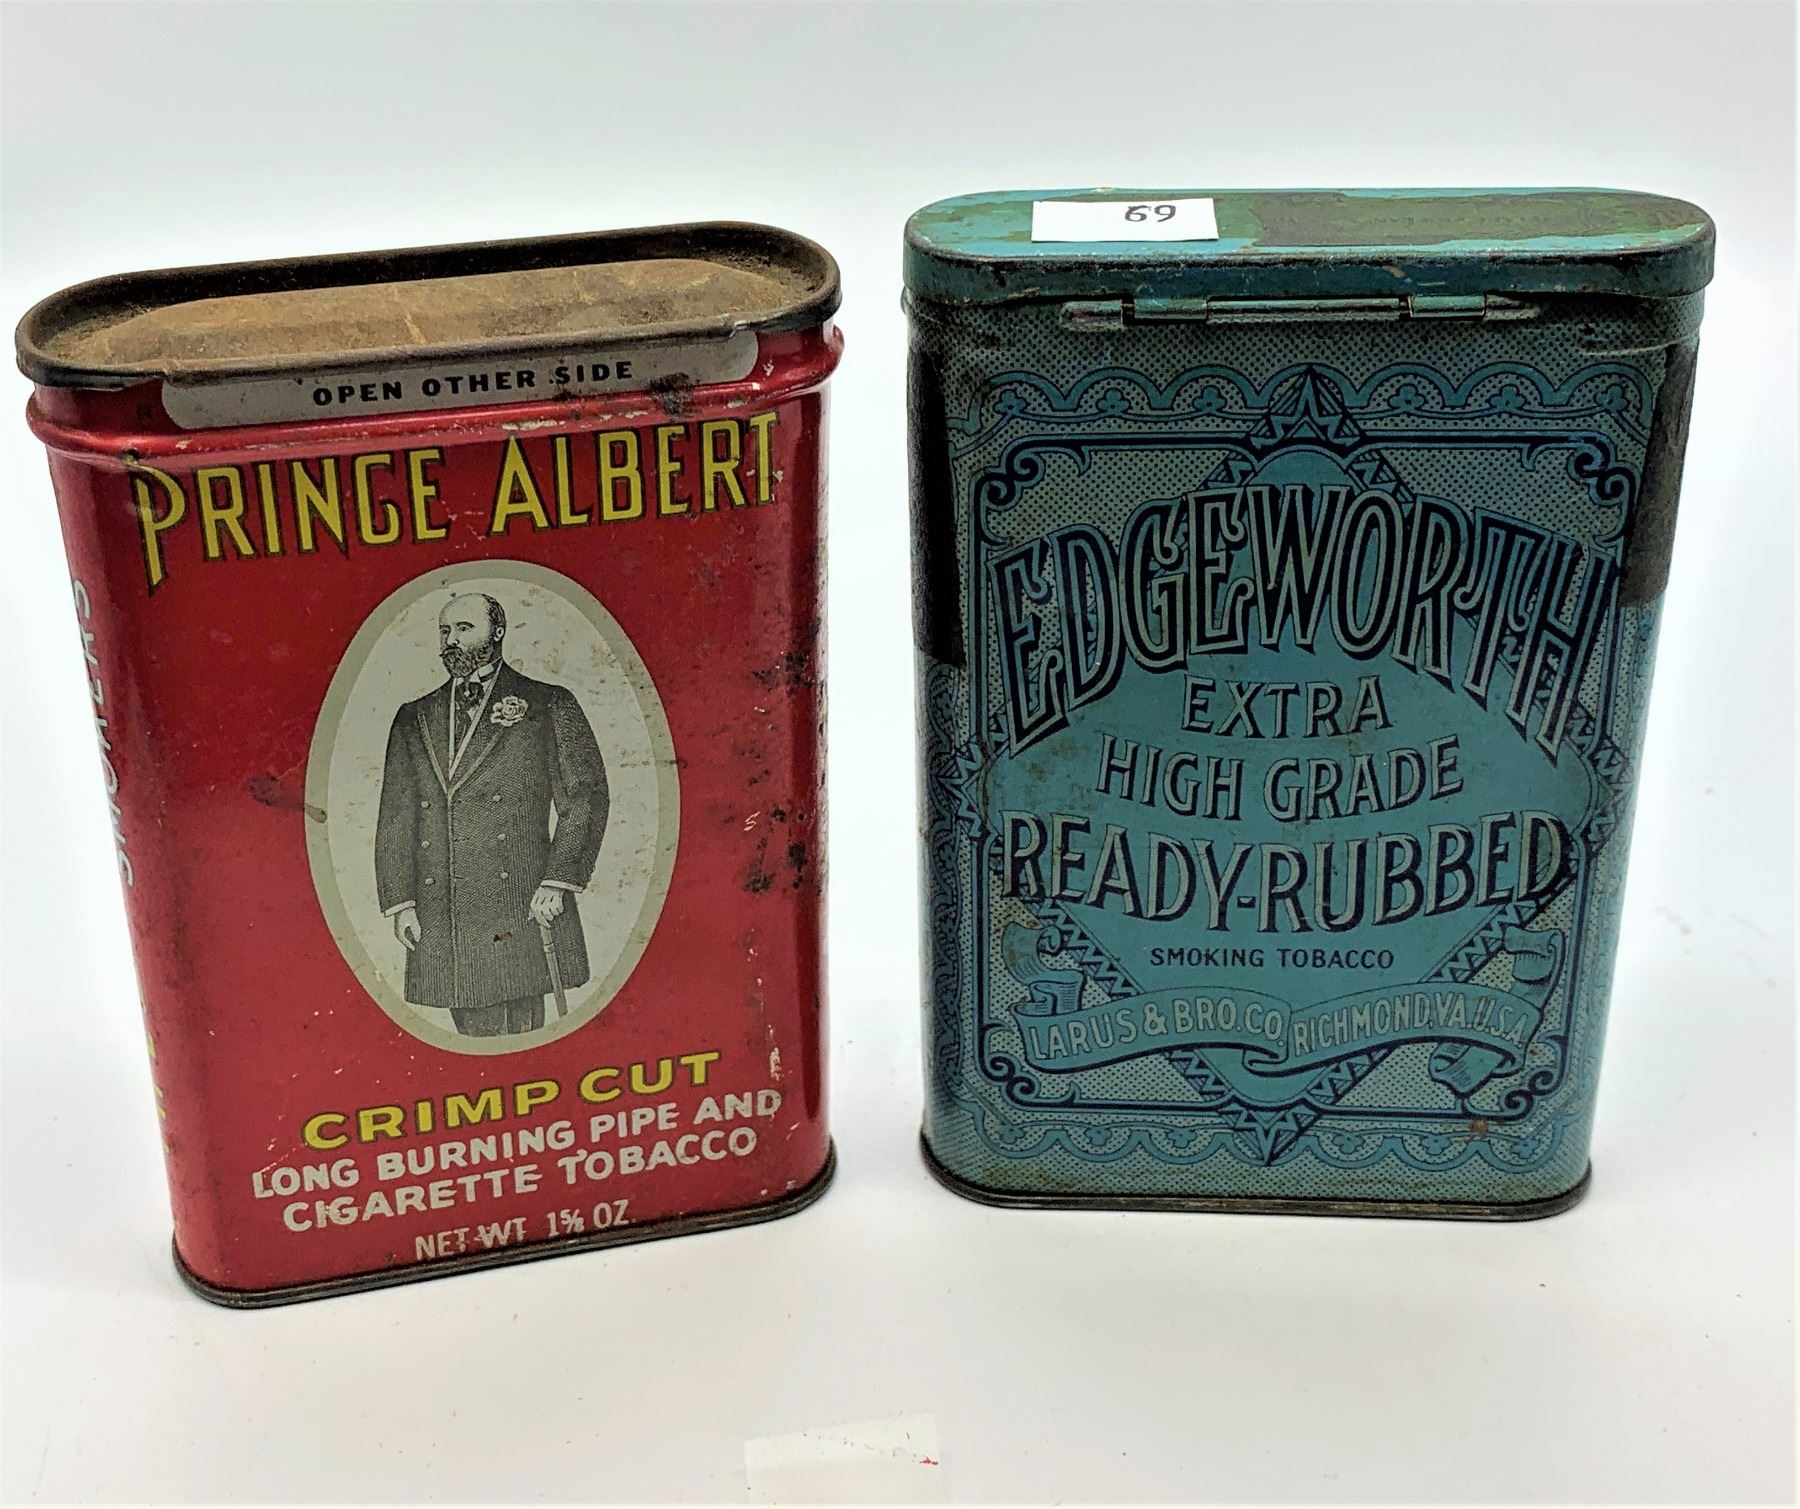 OPEN OTHER SIDE
PRINCE ALBERT
CRIMP CUT
LONG BURNING PIPE AND
CIGARETTE TOBACCO
NET WT 1⅝ OZ.
SMOKERS
69
EDGEWORTH
EXTRA
HIGH GRADE
READY-RUBBED
SMOKING TOBACCO
LARUS & BRO. CO. RICHMOND, VA. U.S.A.